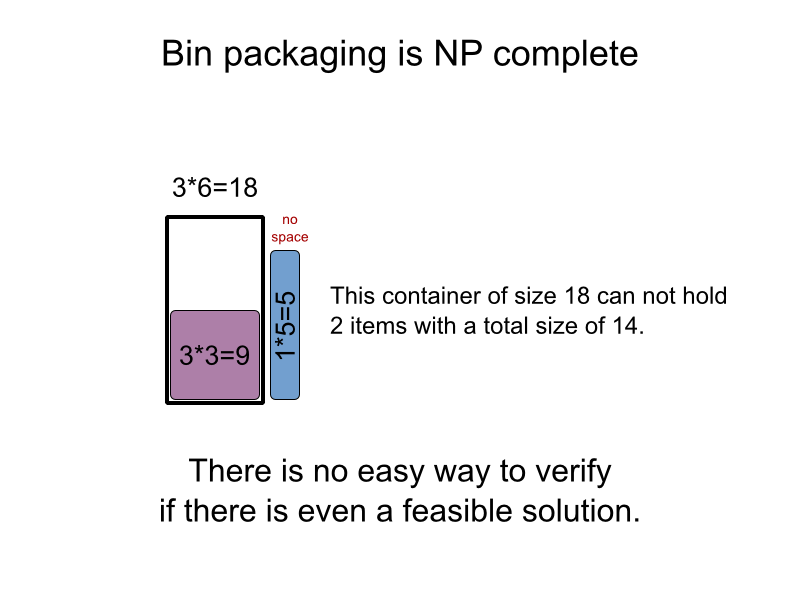 Bin packaging is NP complete
3*6=18
no
space
3*3=9
1*5=5
This container of size 18 can not hold
2 items with a total size of 14.
There is no easy way to verify
if there is even a feasible solution.